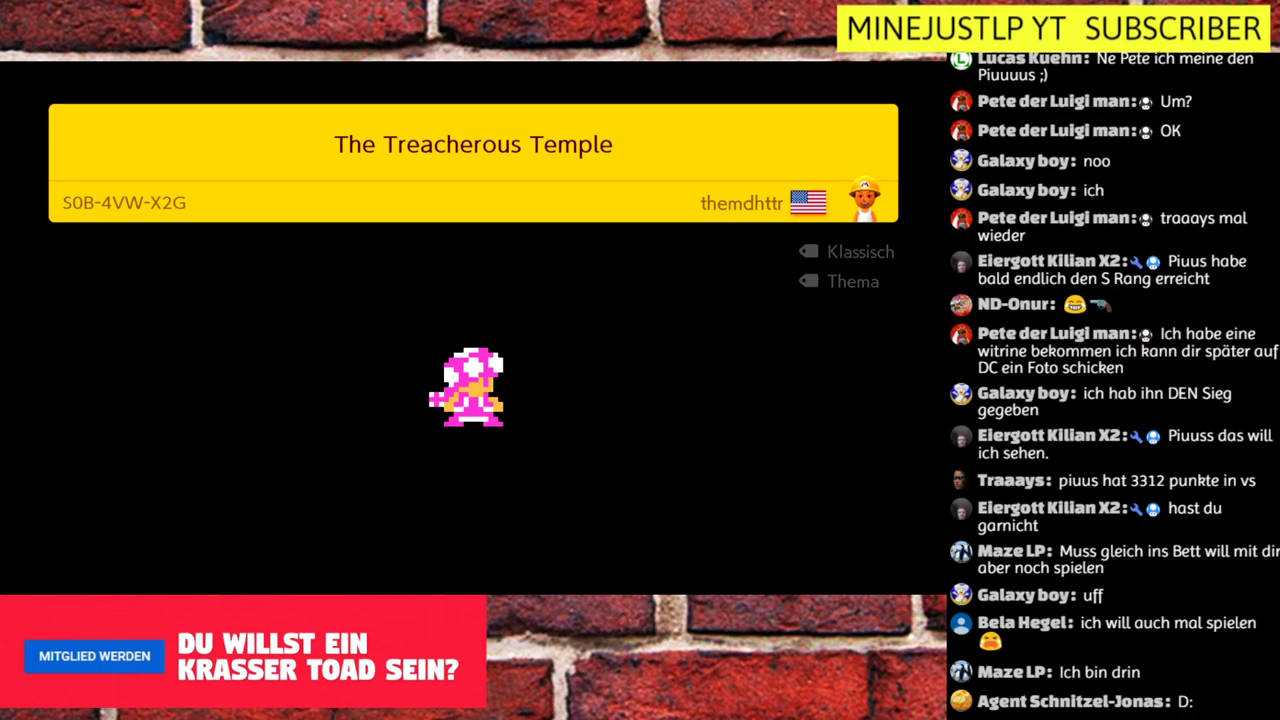 MINEJUSTLP YT SUBSCRIBER
The Treacherous Temple
S0B-4VW-X2G
themdhttr
Klassisch
Thema
MITGLIED WERDEN
DU WILLST EIN
KRASSER TOAD SEIN?
Lucas Kuehn: Ne Pete ich meine den
Piuuuus ;)
Pete der Luigi man: Um?
Pete der Luigi man: OK
Galaxy boy: noo
Galaxy boy: ich
Pete der Luigi man: traaays mal
wieder
Eiergott Kilian X2: Piuus habe
bald endlich den S Rang erreicht
ND-Onur: 😂🔫
Pete der Luigi man: Ich habe eine
witrine bekommen ich kann dir später auf
DC ein Foto schicken
Galaxy boy: ich hab ihn DEN Sieg
gegeben
Eiergott Kilian X2: Piuuss das will
ich sehen.
Traaays: piuus hat 3312 punkte in vs
Eiergott Kilian X2: hast du
garnicht
Maze LP: Muss gleich ins Bett will mit dir
aber noch spielen
Galaxy boy: uff
Bela Hegel: ich will auch mal spielen
😫
Maze LP: Ich bin drin
Agent Schnitzel-Jonas: D: